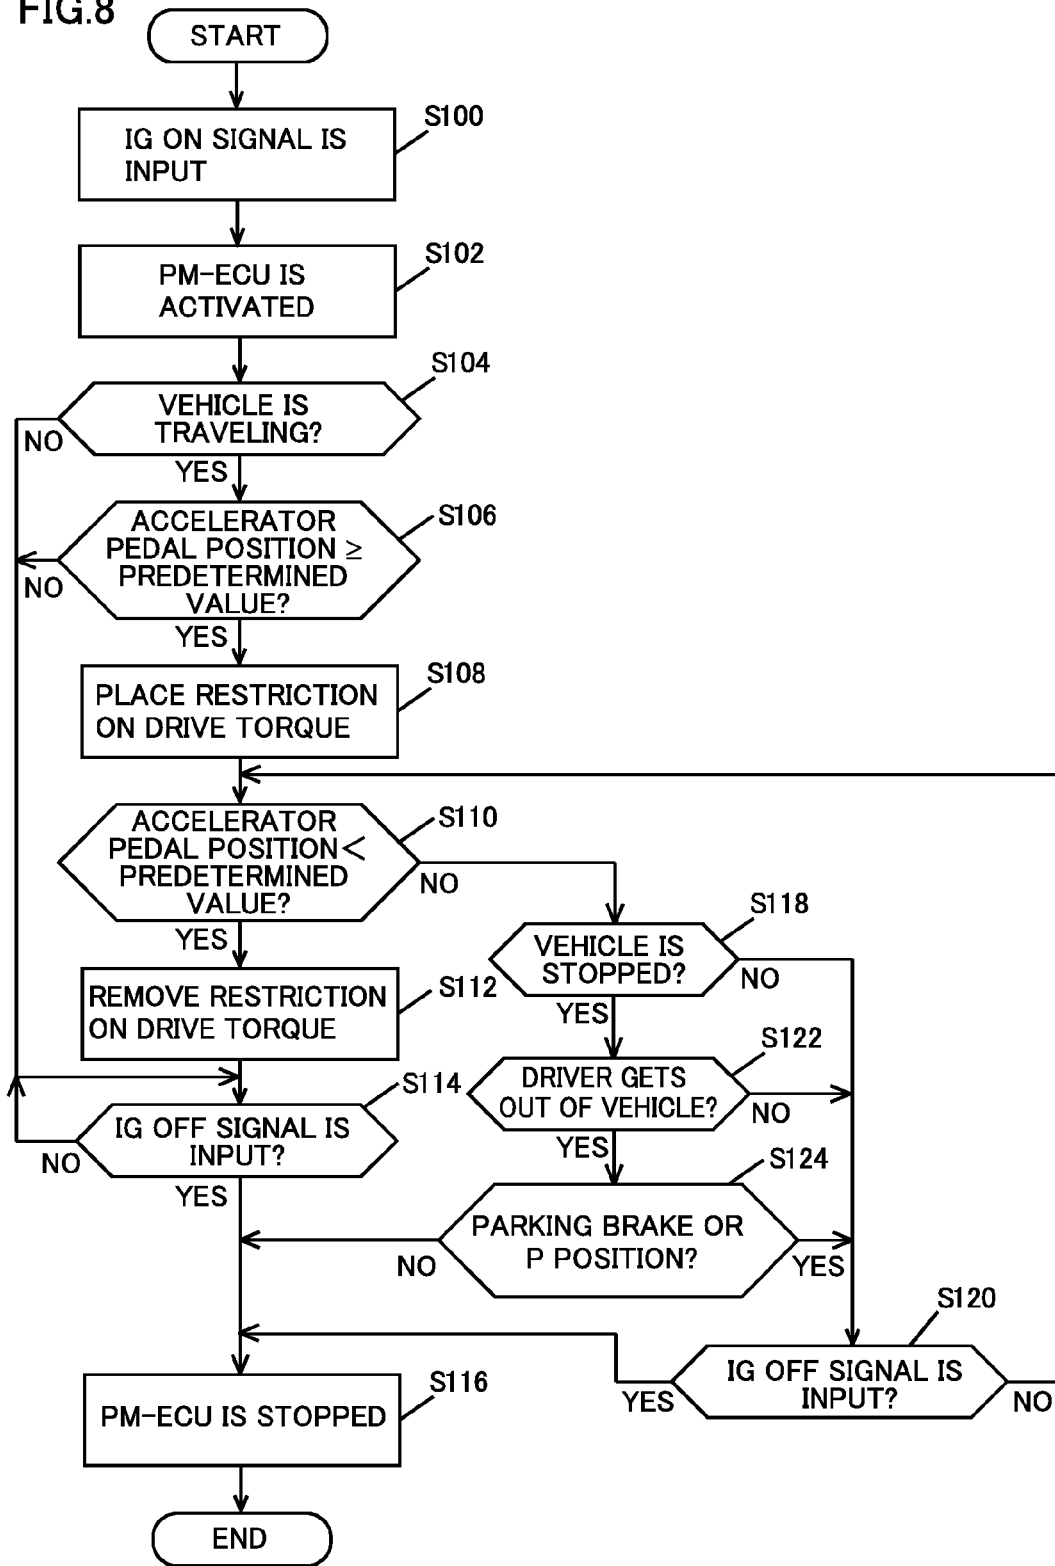 FIG.8
START
S100
IG ON SIGNAL IS
INPUT
S102
PM-ECU IS
ACTIVATED
S104
VEHICLE IS
TRAVELING?
NO
YES
S106
ACCELERATOR
PEDAL POSITION ≥
PREDETERMINED
VALUE?
NO
YES
S108
PLACE RESTRICTION
ON DRIVE TORQUE
S110
ACCELERATOR
PEDAL POSITION <
PREDETERMINED
VALUE?
NO
YES
S112
REMOVE RESTRICTION
ON DRIVE TORQUE
S114
IG OFF SIGNAL IS
INPUT?
NO
YES
S118
VEHICLE IS
STOPPED?
NO
YES
S122
DRIVER GETS
OUT OF VEHICLE?
NO
YES
S124
PARKING BRAKE OR
P POSITION?
NO
YES
S120
IG OFF SIGNAL IS
INPUT?
YES
NO
S116
PM-ECU IS STOPPED
END